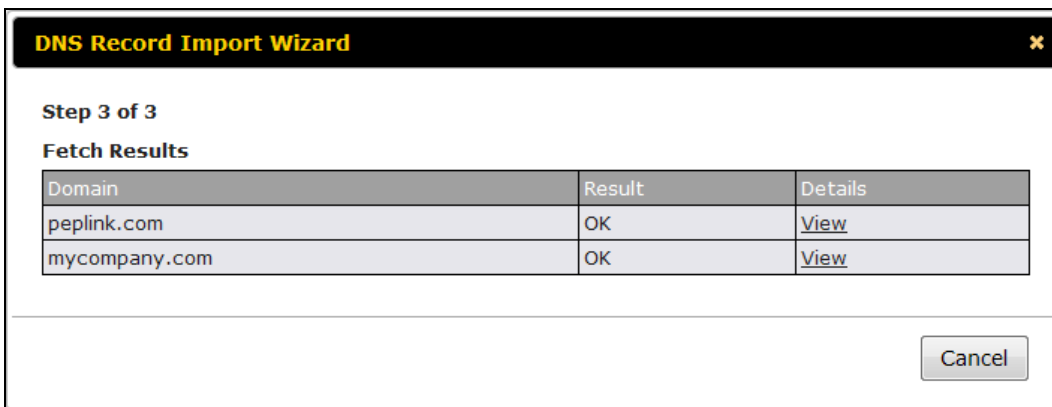 DNS Record Import Wizard
Step 3 of 3
Fetch Results
Domain Result Details
peplink.com OK View
mycompany.com OK View
Cancel